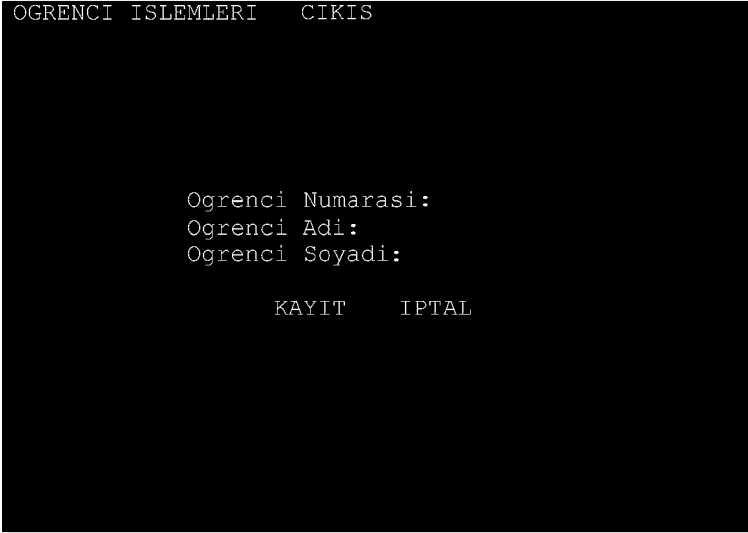 OGRENCI ISLEMLERI CIKIS
Ogrenci Numarasi:
Ogrenci Adi:
Ogrenci Soyadi:
KAYIT IPTAL